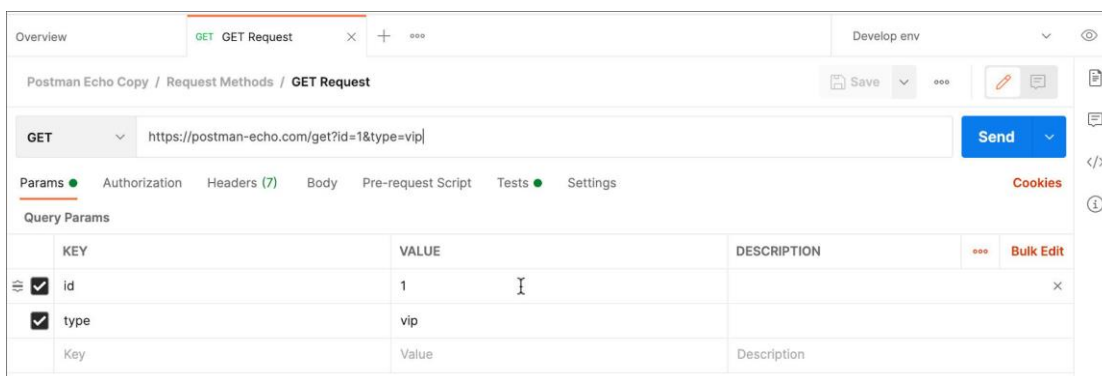 Overview GET GET Request Develop env
Postman Echo Copy / Request Methods / GET Request Save
GET https://postman-echo.com/get?id=1&type=vip Send
Params Authorization Headers (7) Body Pre-request Script Tests Settings Cookies
Query Params
KEY VALUE DESCRIPTION Bulk Edit
id 1
type vip
Key Value Description